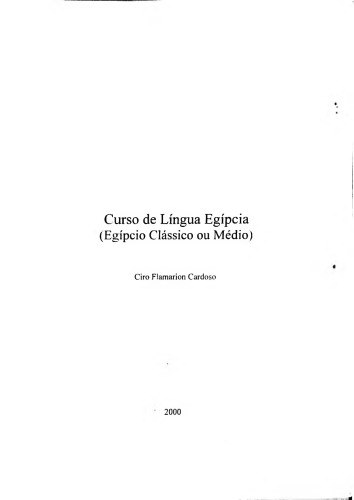 Curso de Língua Egípcia
(Egípcio Clássico ou Médio)
Ciro Flamarion Cardoso
2000